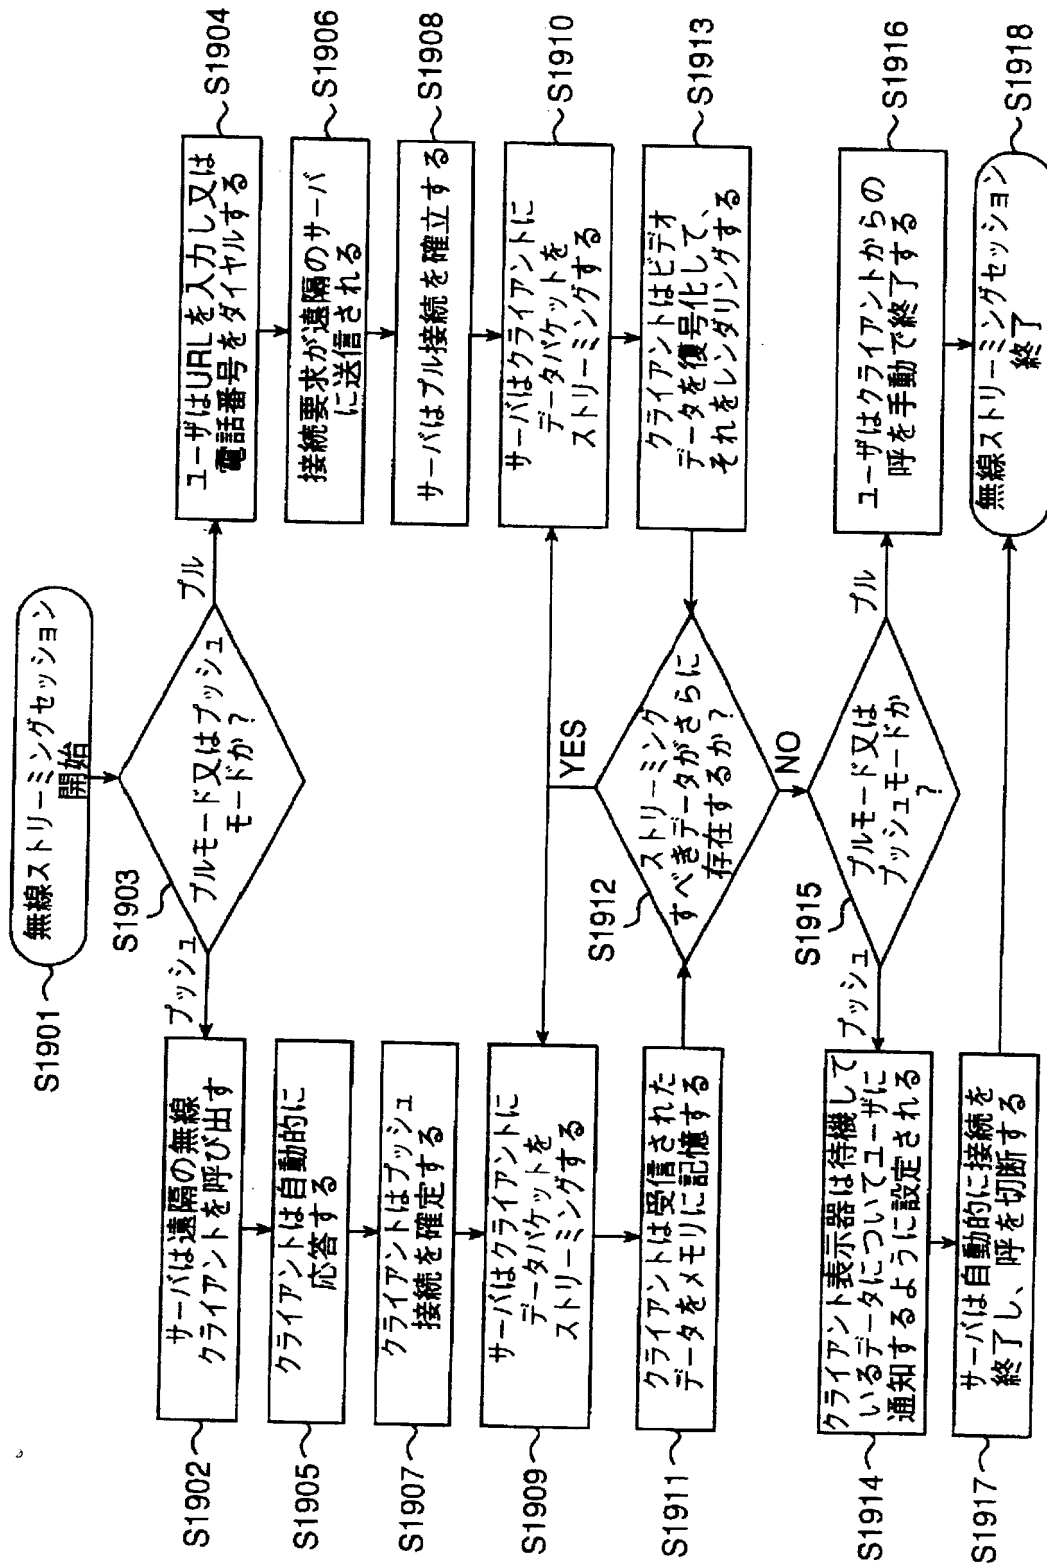 S1901
無線ストリーミングセッション
開始
S1903
プルモード又はプッシュ
モードか?
プッシュ
プル
S1902
サーバは遠隔の無線
クライアントを呼び出す
S1904
ユーザはURLを入力し又は
電話番号をダイヤルする
S1905
クライアントは自動的に
応答する
S1906
接続要求が遠隔のサーバ
に送信される
S1907
クライアントはプッシュ
接続を確定する
S1908
サーバはプル接続を確立する
S1909
サーバはクライアントに
データパケットを
ストリーミングする
S1910
サーバはクライアントに
データパケットを
ストリーミングする
YES
S1911
クライアントは受信された
データをメモリに記憶する
S1912
ストリーミング
すべきデータがさらに
存在するか?
S1913
クライアントはビデオ
データを復号化して、
それをレンダリングする
NO
S1915
プルモード又は
プッシュモードか
?
プッシュ
プル
S1914
クライアント表示器は待機して
いるデータについてユーザに
通知するように設定される
S1916
ユーザはクライアントからの
呼を手動で終了する
S1917
サーバは自動的に接続を
終了し、呼を切断する
S1918
無線ストリーミングセッション
終了